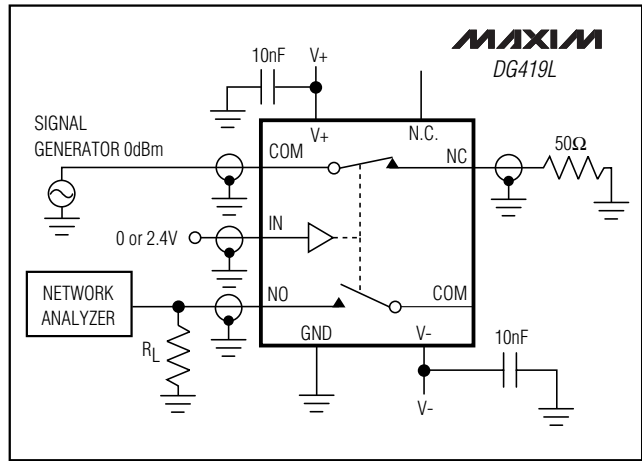 MAXIM
DG419L
10nF
V+
V+
N.C.
SIGNAL
GENERATOR 0dBm
COM
NC
50Ω
0 or 2.4V
IN
NETWORK
ANALYZER
NO
COM
RL
GND
V-
10nF
V-